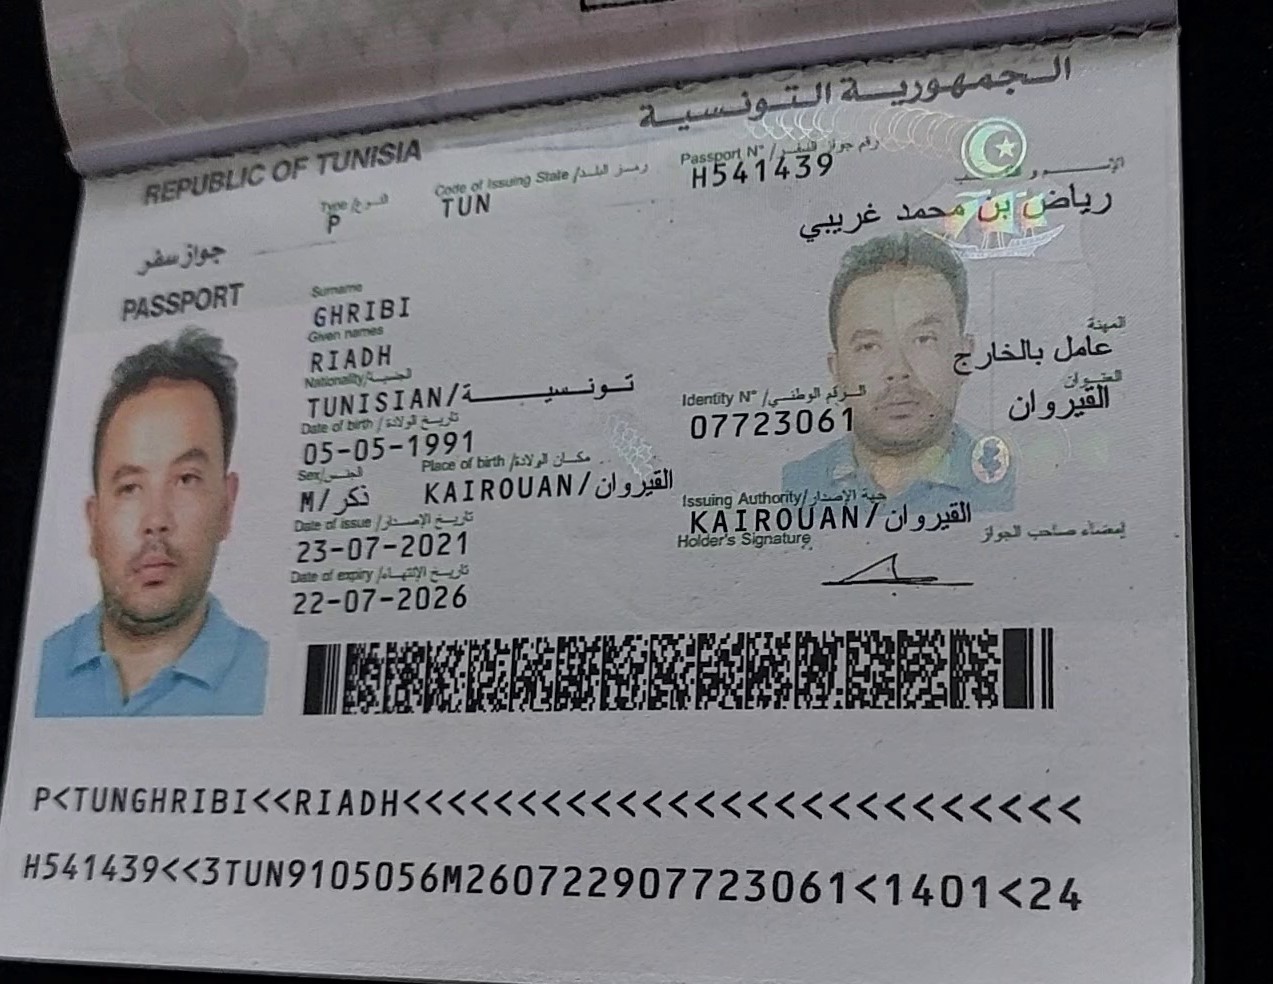 الـجمهورية التونسية
REPUBLIC OF TUNISIA
Type / النوع
P
Code of Issuing State / رمز البلد
TUN
Passport N° / رقم جواز السفر
H541439
الإسم و اللقب
رياض بن محمد غريبي
جواز سفر
PASSPORT
Surname
GHRIBI
Given names
RIADH
Nationality/الجنسية
TUNISIAN/تونسية
Date of birth / تاريخ الولادة
05-05-1991
Sex/الجنس
M/ذكر
Place of birth / مكان الولادة
KAIROUAN/القيروان
Date of issue / تاريخ الإصدار
23-07-2021
Date of expiry / تاريخ الإنتهاء
22-07-2026
المهنة
عامل بالخارج
العنوان
القيروان
Identity N° / الرقم الوطني
07723061
Issuing Authority/جهة الإصدار
KAIROUAN/القيروان
Holder's Signature
إمضاء صاحب الجواز
P<TUNGHRIBI<<RIADH<<<<<<<<<<<<<<<<<<<<<<<<<<
H541439<<3TUN9105056M260722907723061<1401<24